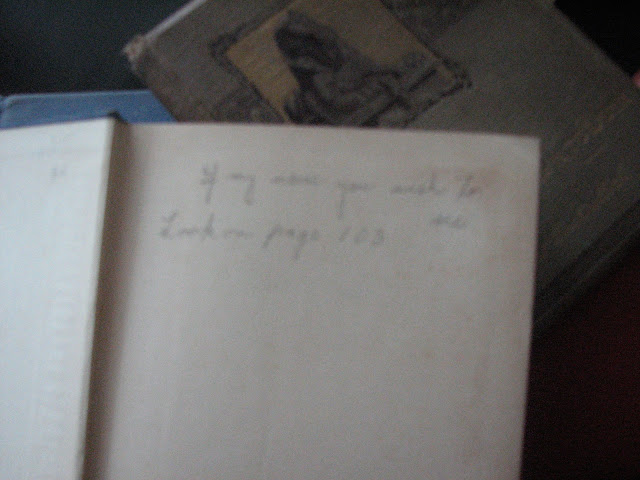 If my name you wish to
see
Look on page 103